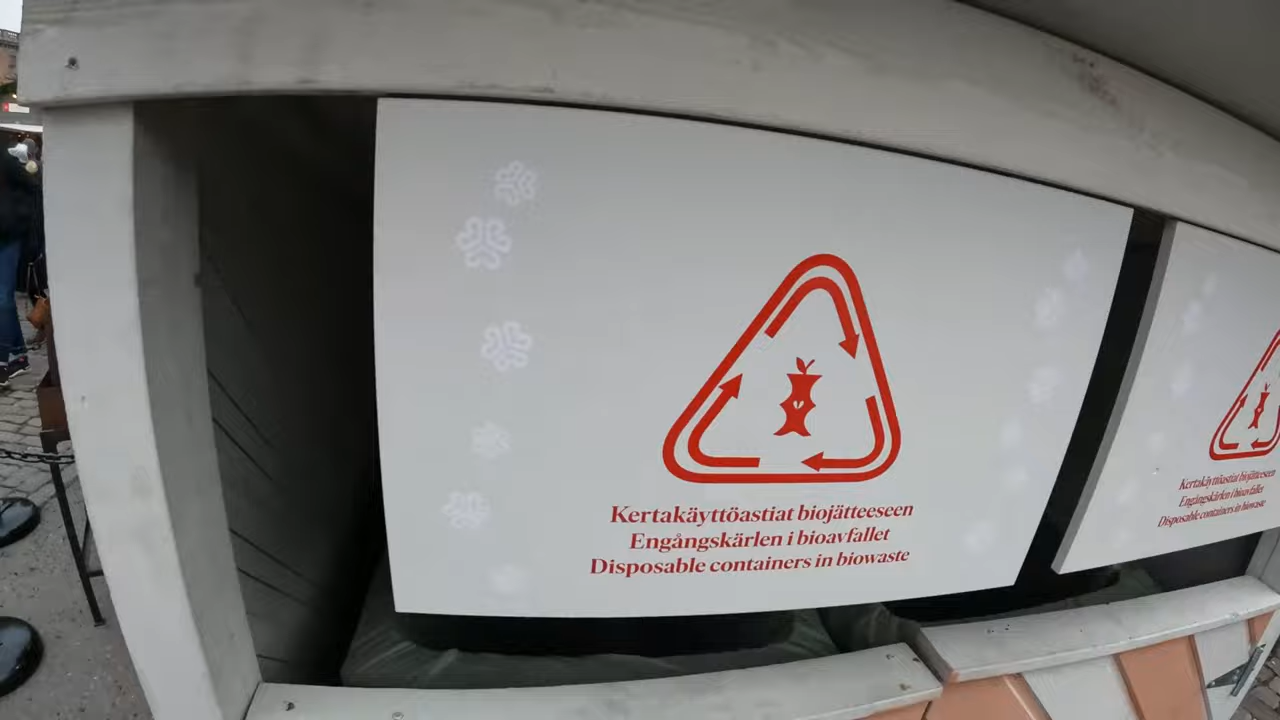 Kertakäyttöastiat biojätteeseen
Engångskärlen i bioavfallet
Disposable containers in biowaste
Kertakäyttöastiat biojätteeseen
Engångskärlen i bioavfallet
Disposable containers in biowaste